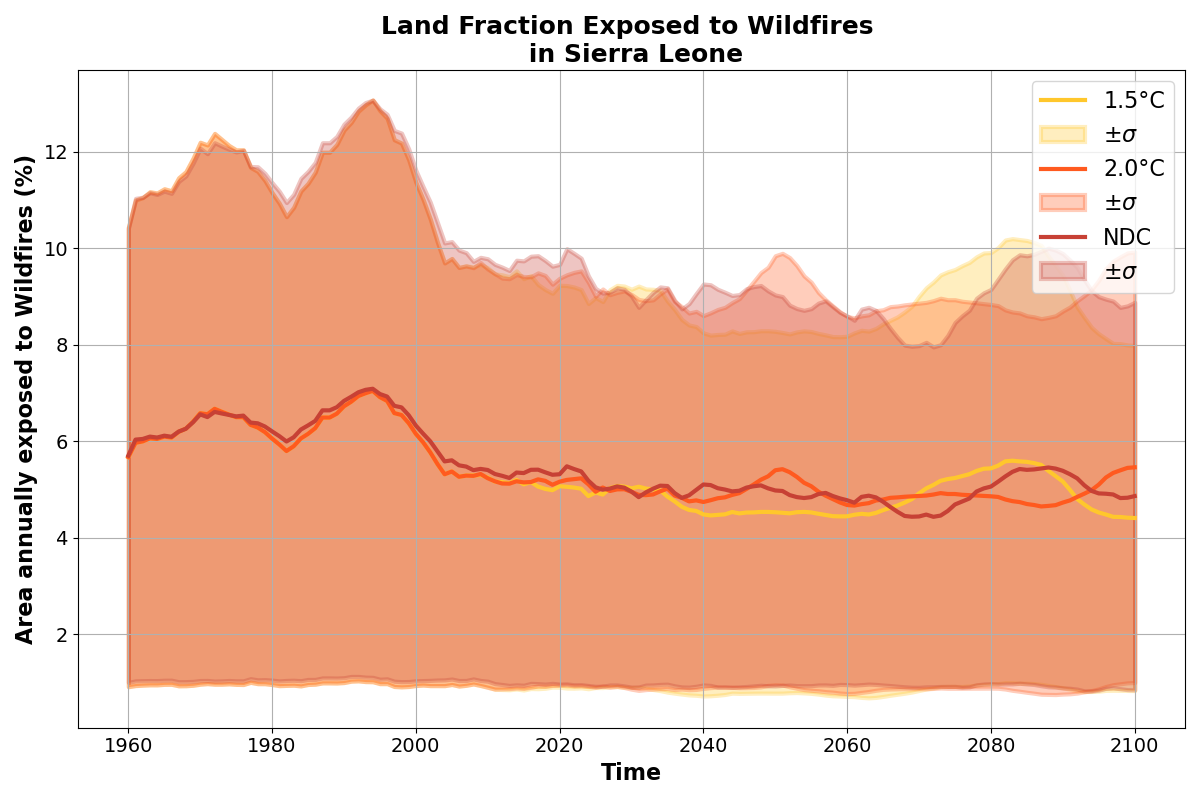 Land Fraction Exposed to Wildfires
in Sierra Leone
Area annually exposed to Wildfires (%)
12
10
8
6
4
2
1.5°C
±σ
2.0°C
±σ
NDC
±σ
1960 1980 2000 2020 2040 2060 2080 2100
Time